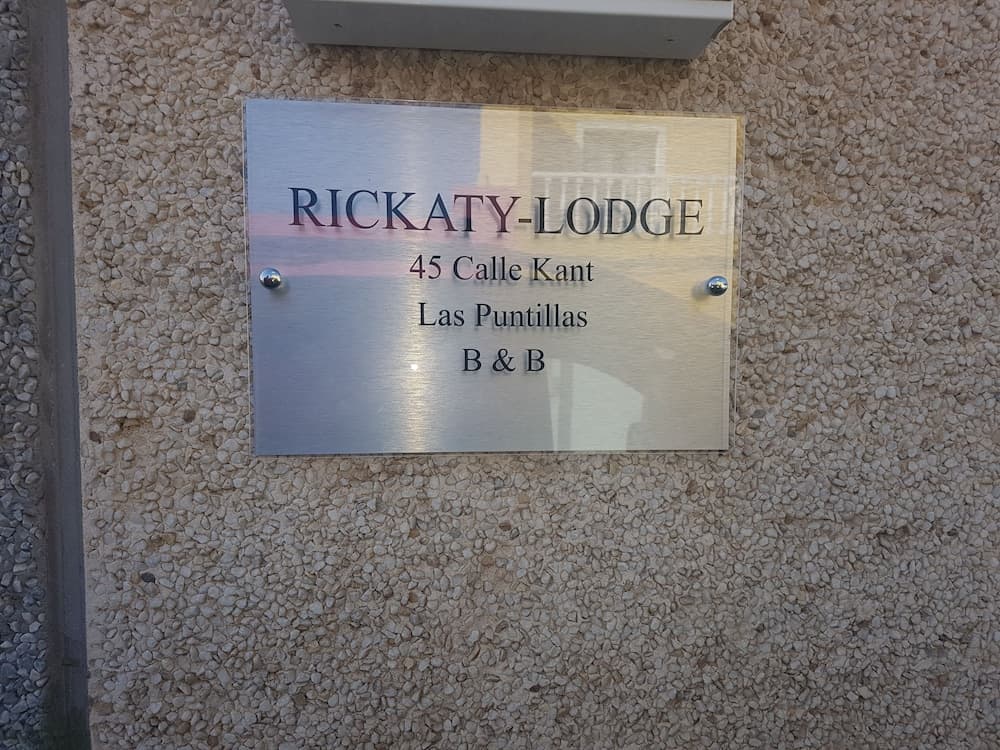 RICKATY-LODGE
45 Calle Kant
Las Puntillas
B & B